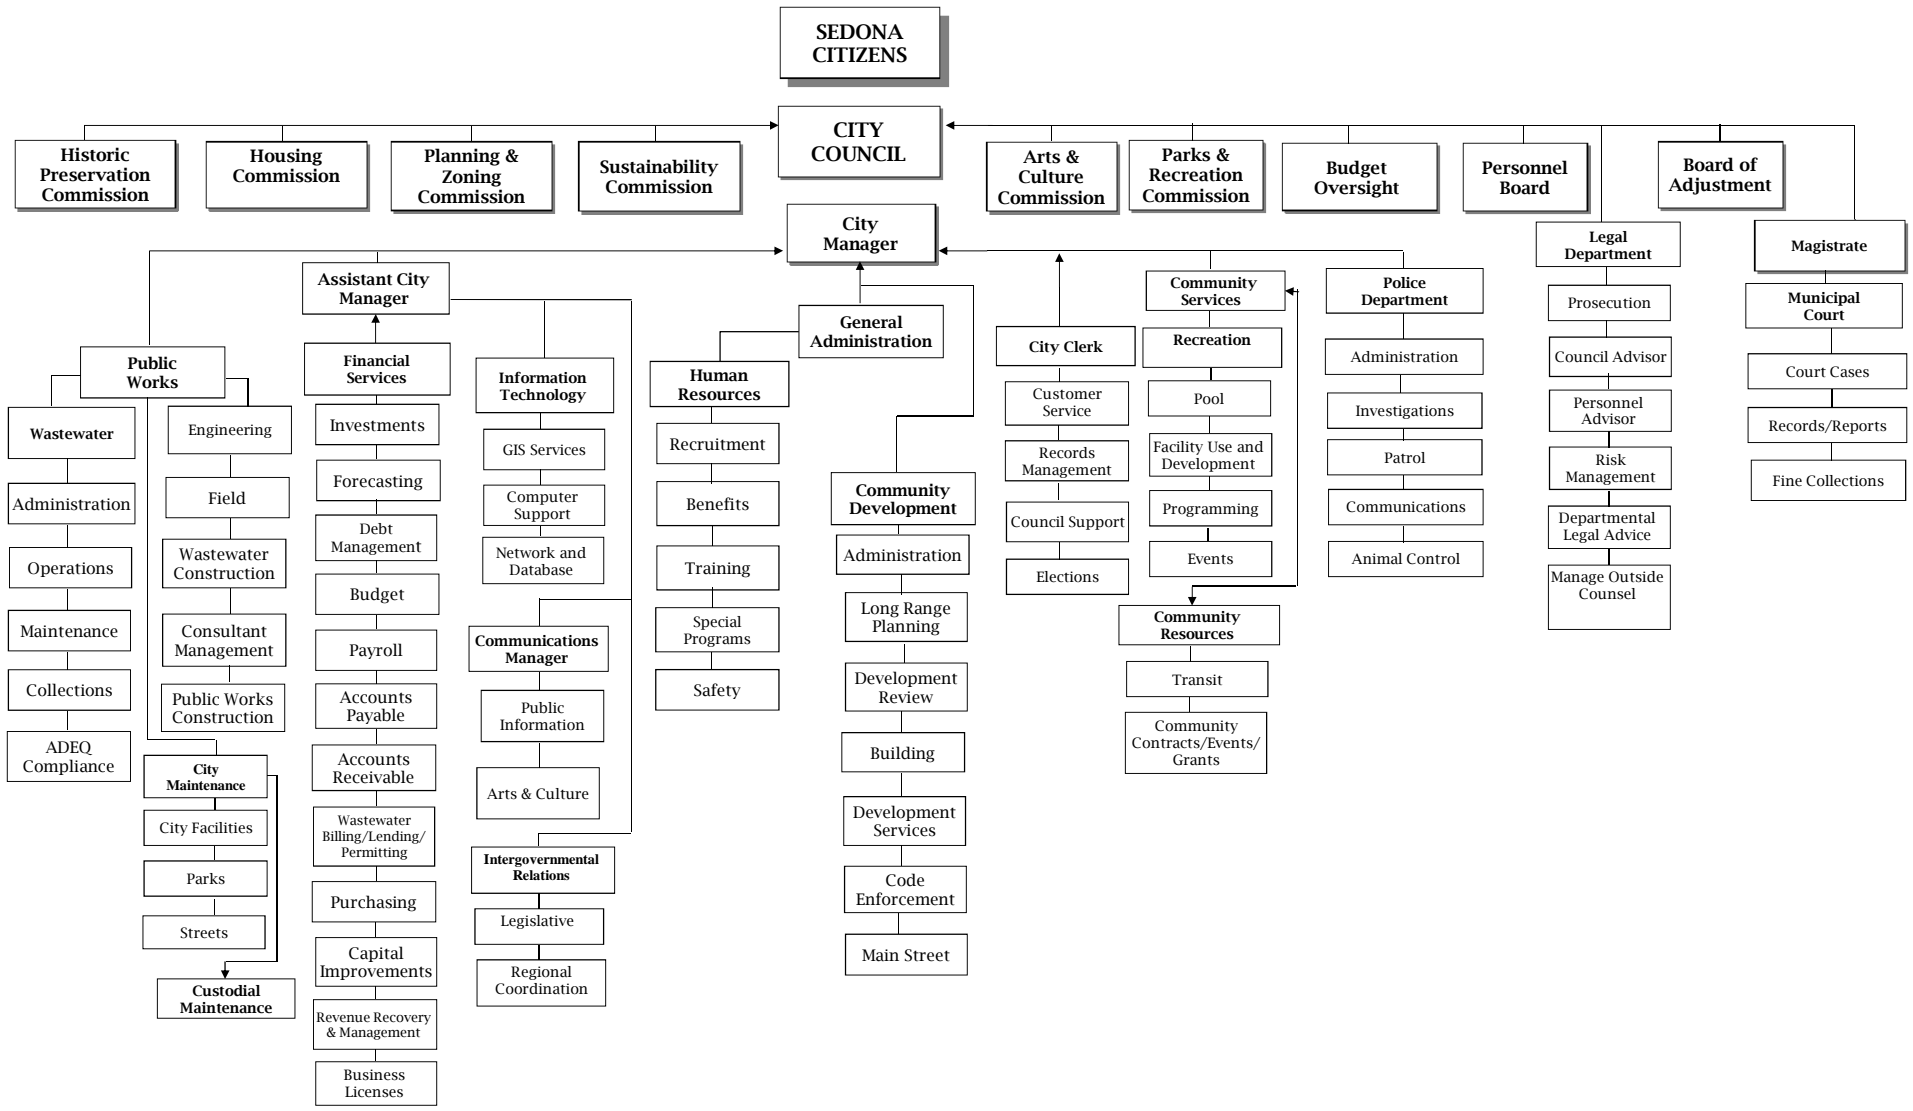 SEDONA
CITIZENS
CITY
COUNCIL
Historic
Preservation
Commission
Housing
Commission
Planning &
Zoning
Commission
Sustainability
Commission
Arts &
Culture
Commission
Parks &
Recreation
Commission
Budget
Oversight
Personnel
Board
Board of
Adjustment
City
Manager
Legal
Department
Magistrate
Assistant City
Manager
General
Administration
Community
Services
Police
Department
Public
Works
Wastewater
Administration
Operations
Maintenance
Collections
ADEQ
Compliance
Engineering
Field
Wastewater
Construction
Consultant
Management
Public Works
Construction
City
Maintenance
City Facilities
Parks
Streets
Custodial
Maintenance
Financial
Services
Investments
Forecasting
Debt
Management
Budget
Payroll
Accounts
Payable
Accounts
Receivable
Wastewater
Billing/Lending/
Permitting
Purchasing
Capital
Improvements
Revenue Recovery
& Management
Business
Licenses
Information
Technology
GIS Services
Computer
Support
Network and
Database
Communications
Manager
Public
Information
Arts & Culture
Intergovernmental
Relations
Legislative
Regional
Coordination
Human
Resources
Recruitment
Benefits
Training
Special
Programs
Safety
Community
Development
Administration
Long Range
Planning
Development
Review
Building
Development
Services
Code
Enforcement
Main Street
City Clerk
Customer
Service
Records
Management
Council Support
Elections
Recreation
Pool
Facility Use and
Development
Programming
Events
Community
Resources
Transit
Community
Contracts/Events/
Grants
Administration
Investigations
Patrol
Communications
Animal Control
Prosecution
Council Advisor
Personnel
Advisor
Risk
Management
Departmental
Legal Advice
Manage Outside
Counsel
Municipal
Court
Court Cases
Records/Reports
Fine Collections